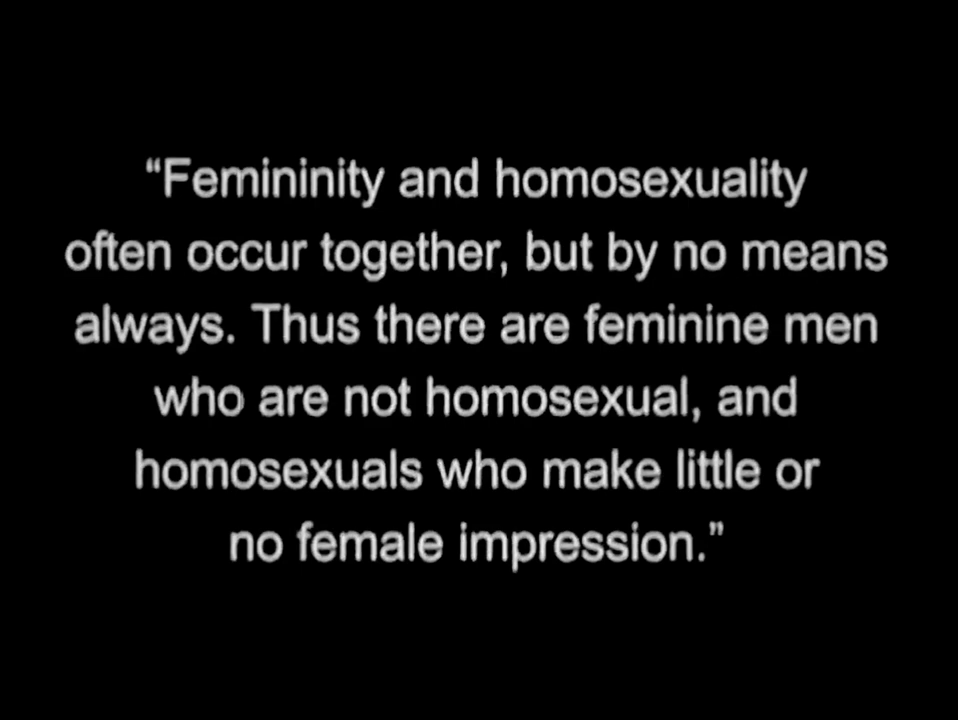 “Femininity and homosexuality
often occur together, but by no means
always. Thus there are feminine men
who are not homosexual, and
homosexuals who make little or
no female impression.”